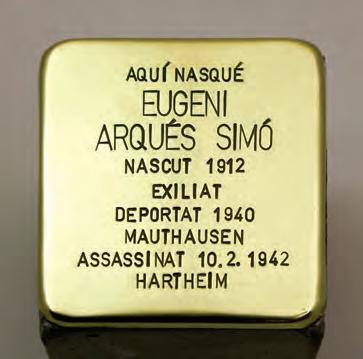 AQUÍ NASQUÉ
EUGENI
ARQUÉS SIMÓ
NASCUT 1912
EXILIAT
DEPORTAT 1940
MAUTHAUSEN
ASSASSINAT 10.2.1942
HARTHEIM